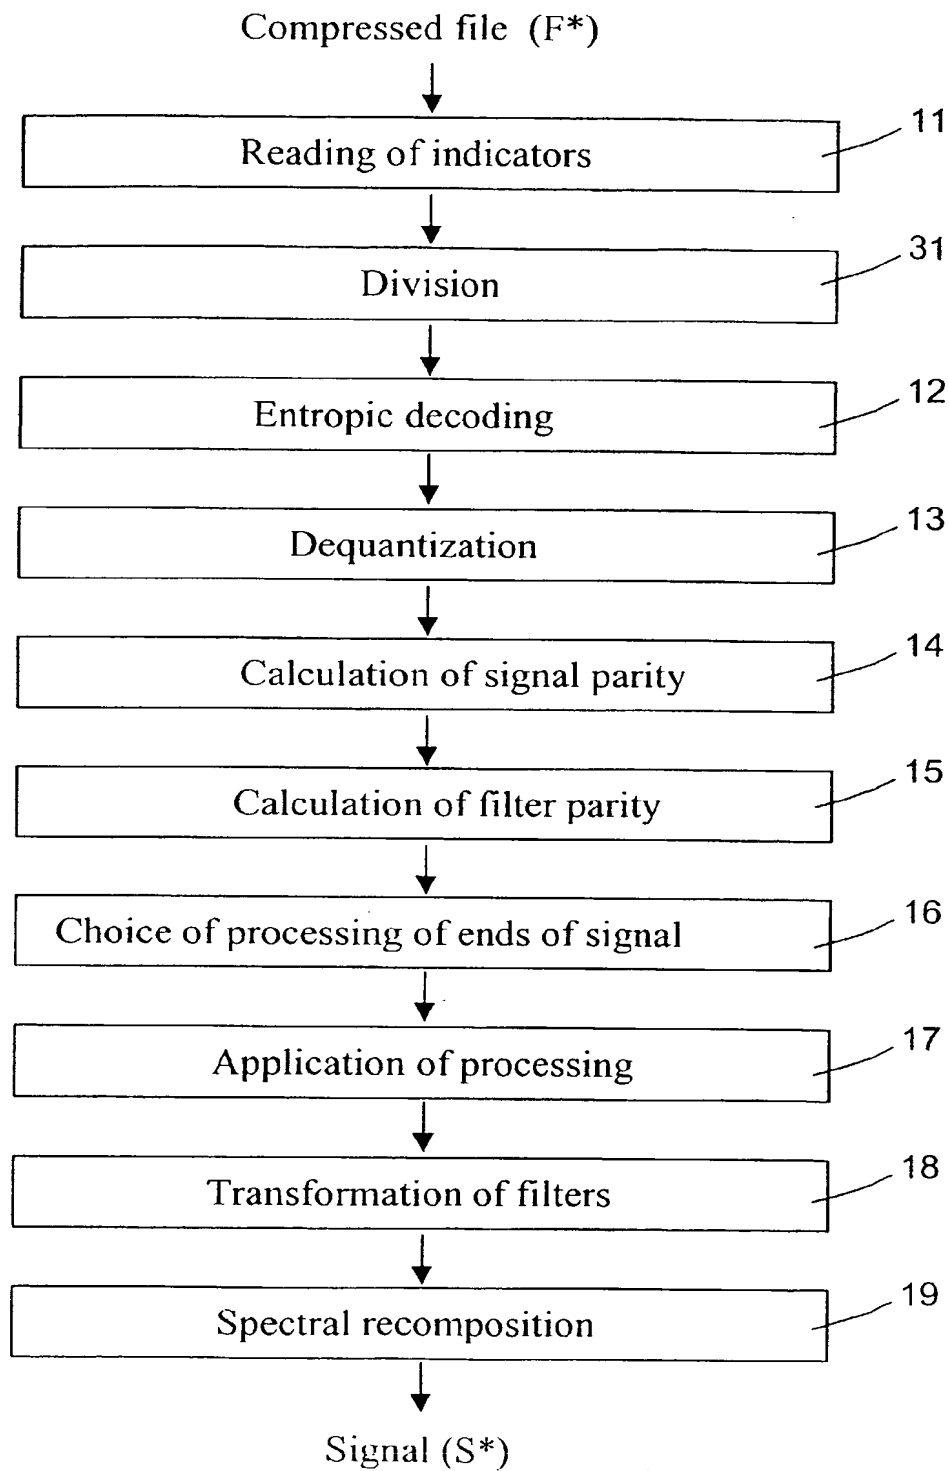 Compressed file (F*)
Reading of indicators
11
Division
31
Entropic decoding
12
Dequantization
13
Calculation of signal parity
14
Calculation of filter parity
15
Choice of processing of ends of signal
16
Application of processing
17
Transformation of filters
18
Spectral recomposition
19
Signal (S*)